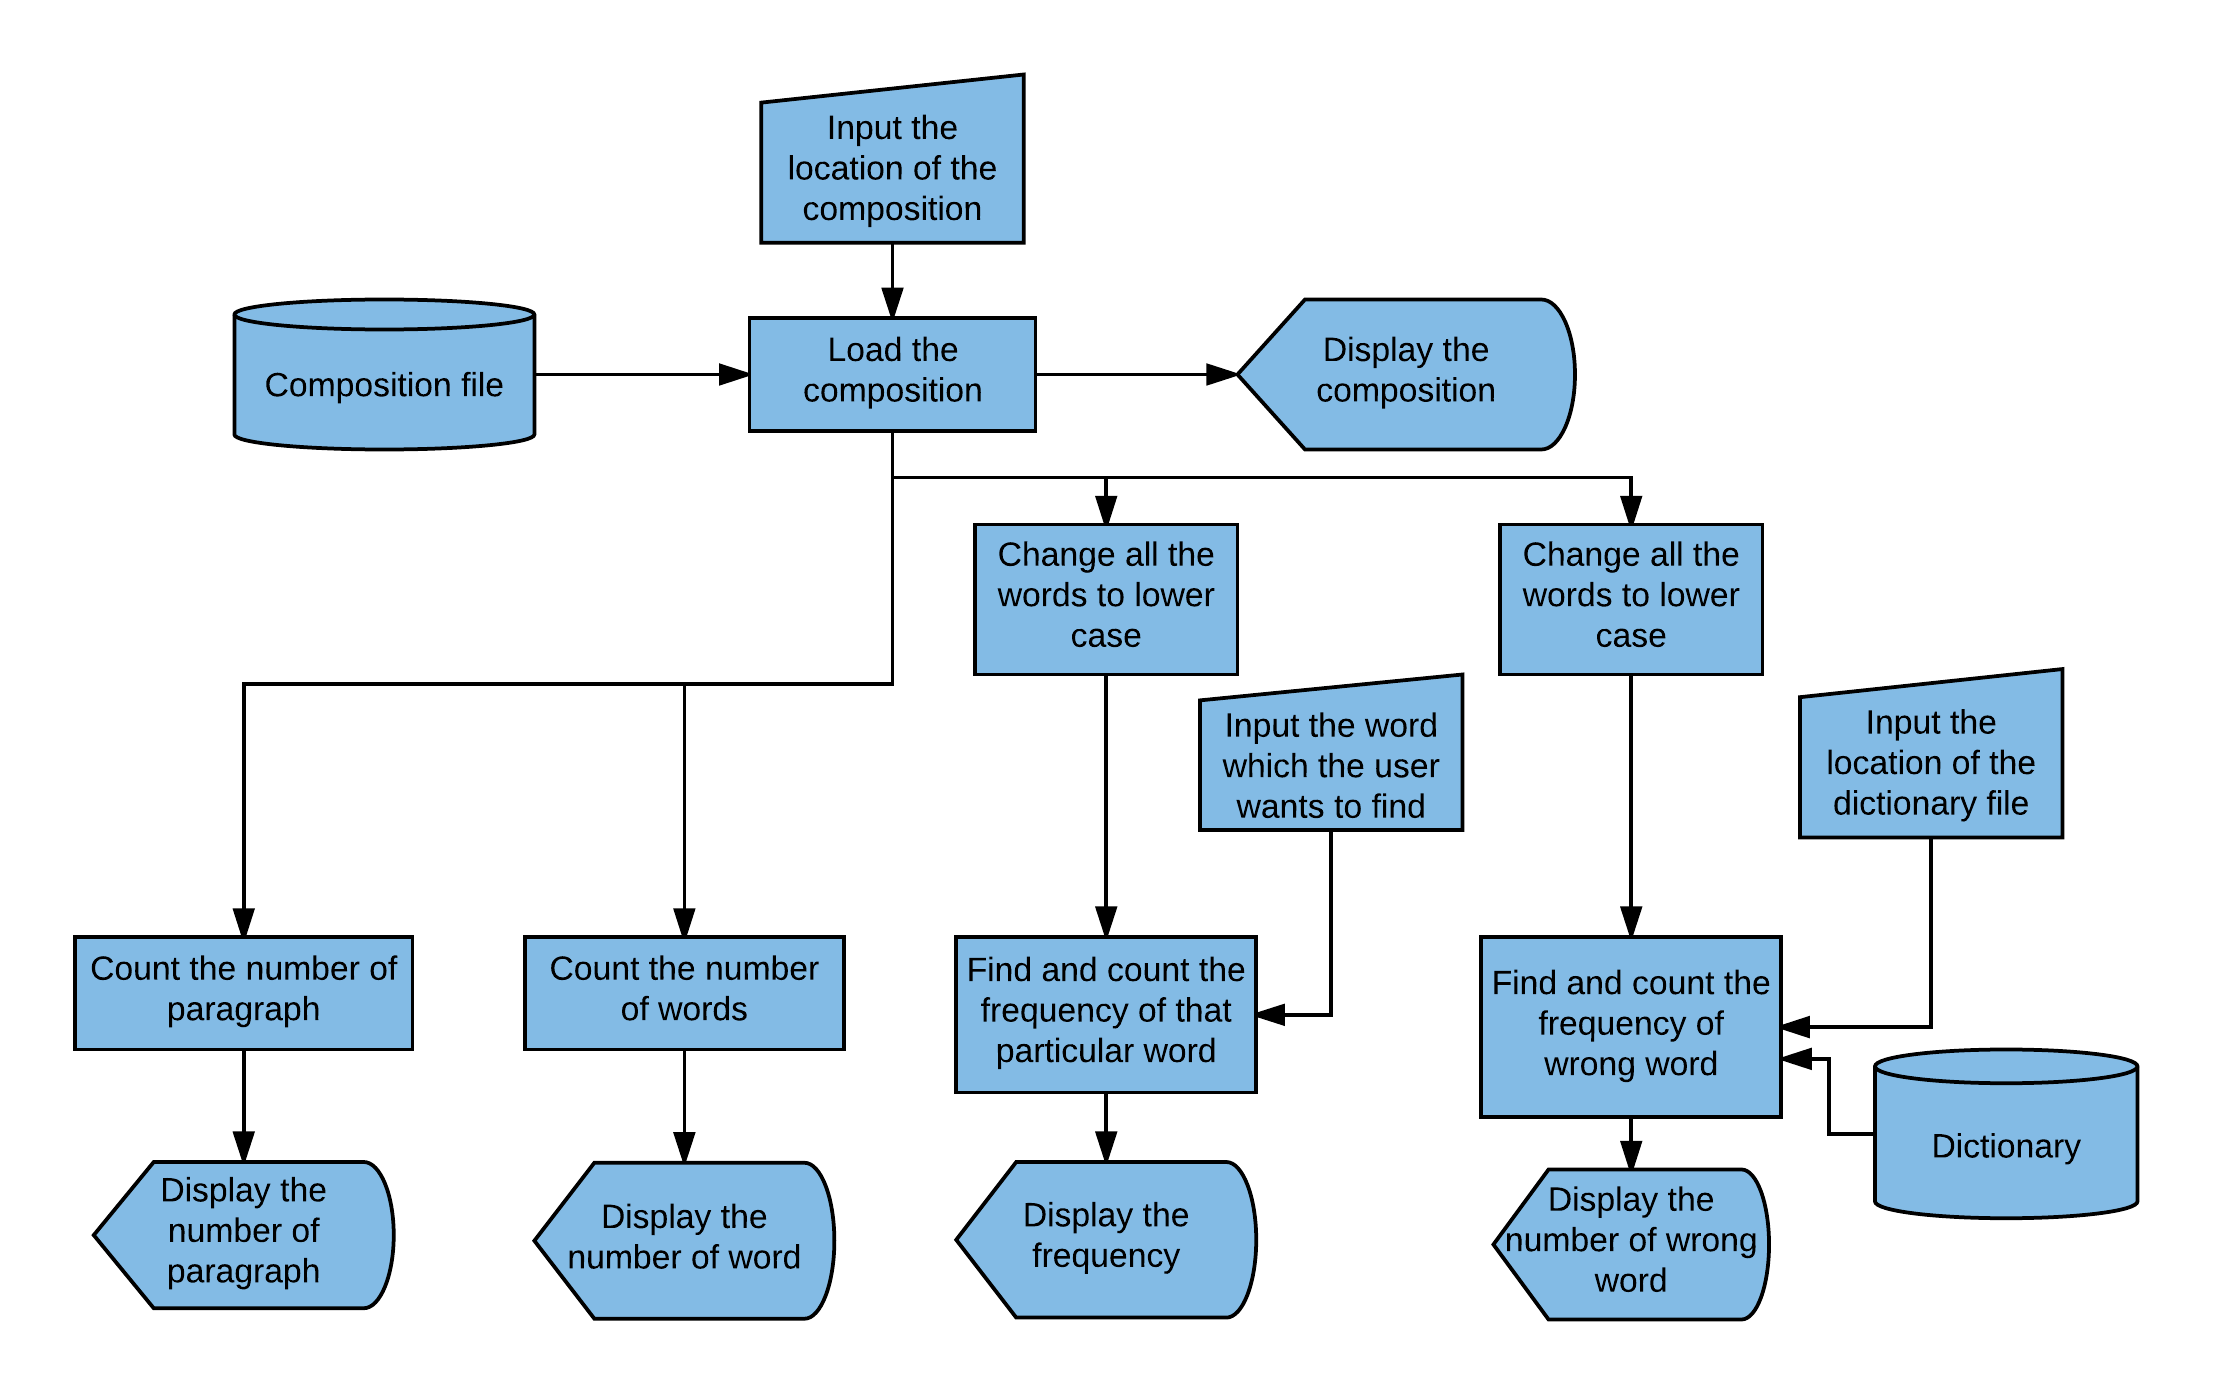 Input the
location of the
composition
Composition file
Load the
composition
Display the
composition
Change all the
words to lower
case
Change all the
words to lower
case
Input the word
which the user
wants to find
Input the
location of the
dictionary file
Count the number of
paragraph
Count the number
of words
Find and count the
frequency of that
particular word
Find and count the
frequency of
wrong word
Dictionary
Display the
number of
paragraph
Display the
number of word
Display the
frequency
Display the
number of wrong
word